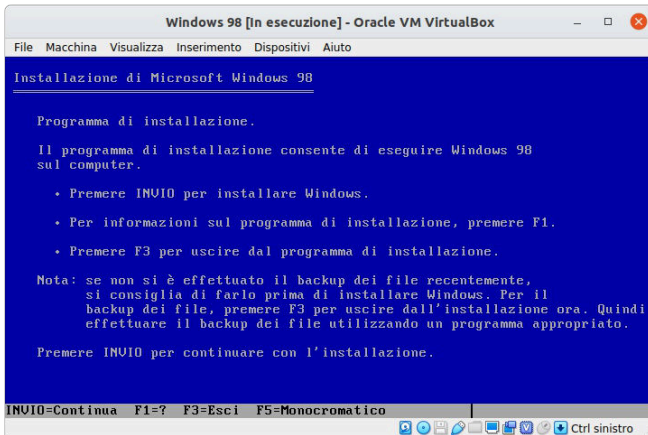 Windows 98 [In esecuzione] - Oracle VM VirtualBox
File Macchina Visualizza Inserimento Dispositivi Aiuto
Installazione di Microsoft Windows 98
Programma di installazione.
Il programma di installazione consente di eseguire Windows 98
sul computer.
• Premere INVIO per installare Windows.
• Per informazioni sul programma di installazione, premere F1.
• Premere F3 per uscire dal programma di installazione.
Nota: se non si è effettuato il backup dei file recentemente,
si consiglia di farlo prima di installare Windows. Per il
backup dei file, premere F3 per uscire dall'installazione ora. Quindi
effettuare il backup dei file utilizzando un programma appropriato.
Premere INVIO per continuare con l'installazione.
INVIO=Continua F1=? F3=Esci F5=Monocromatico
Ctrl sinistro